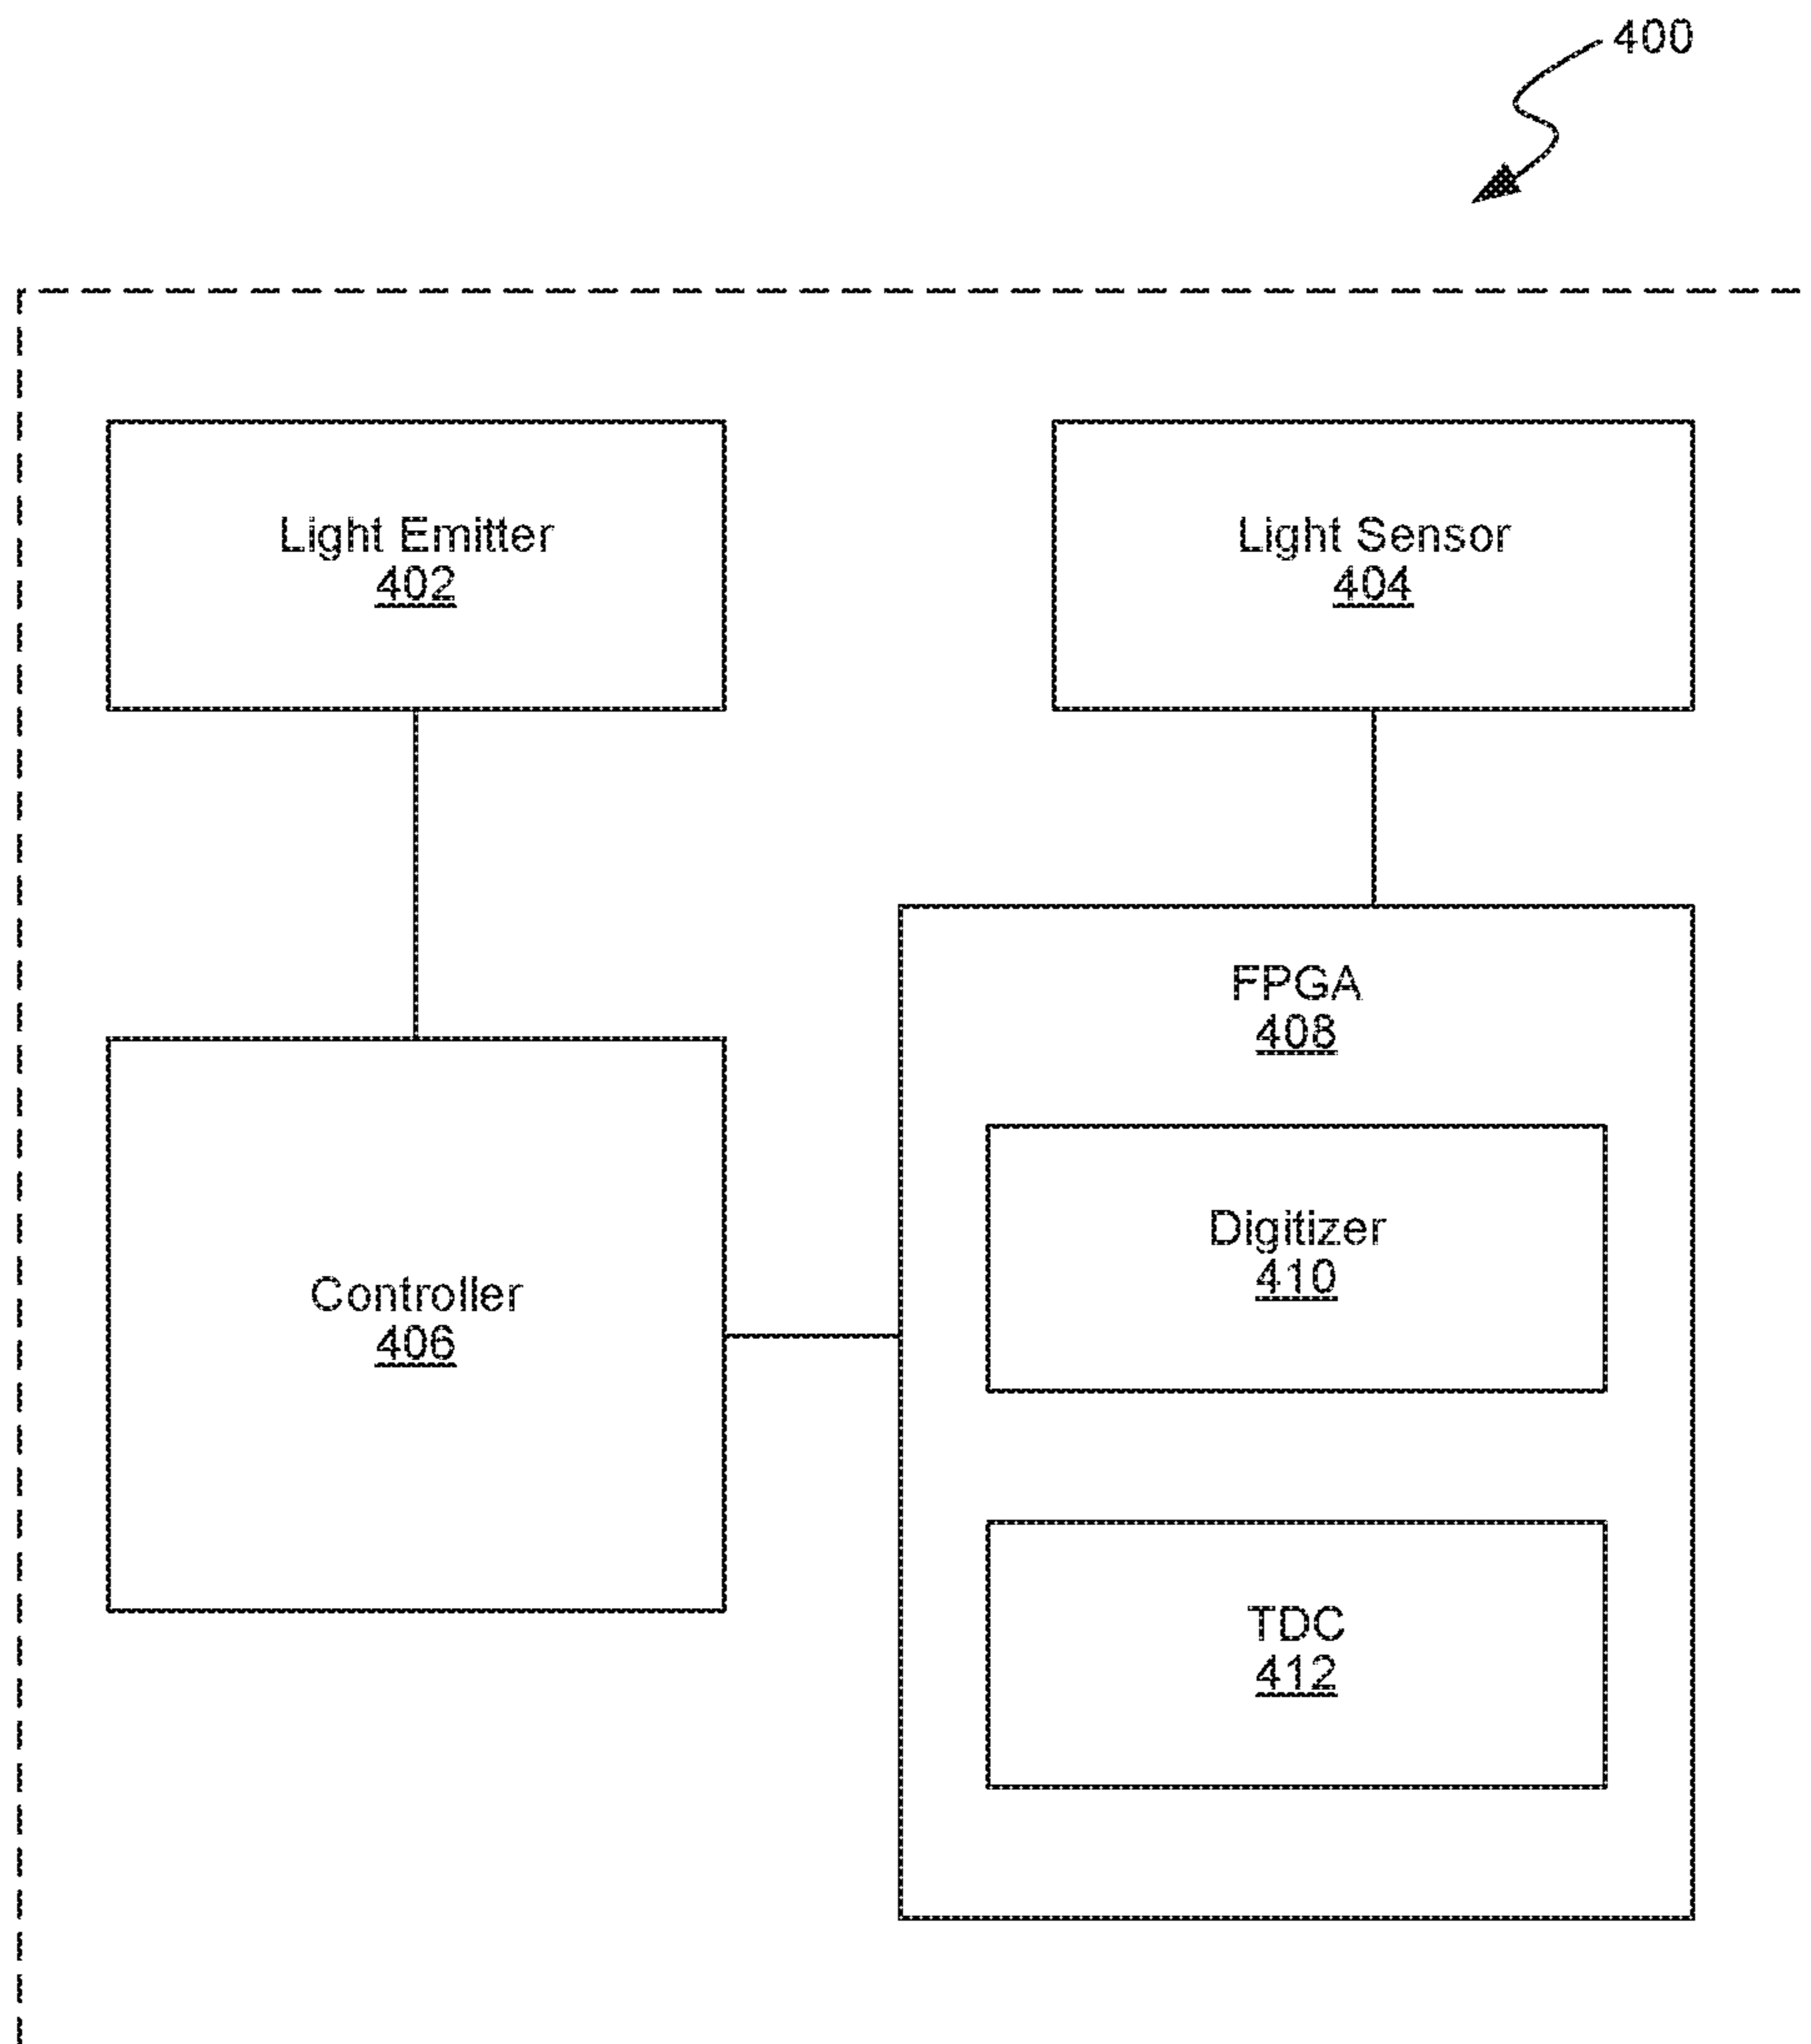 400
Light Emitter
402
Light Sensor
404
FPGA
408
Digitizer
410
Controller
406
TDC
412